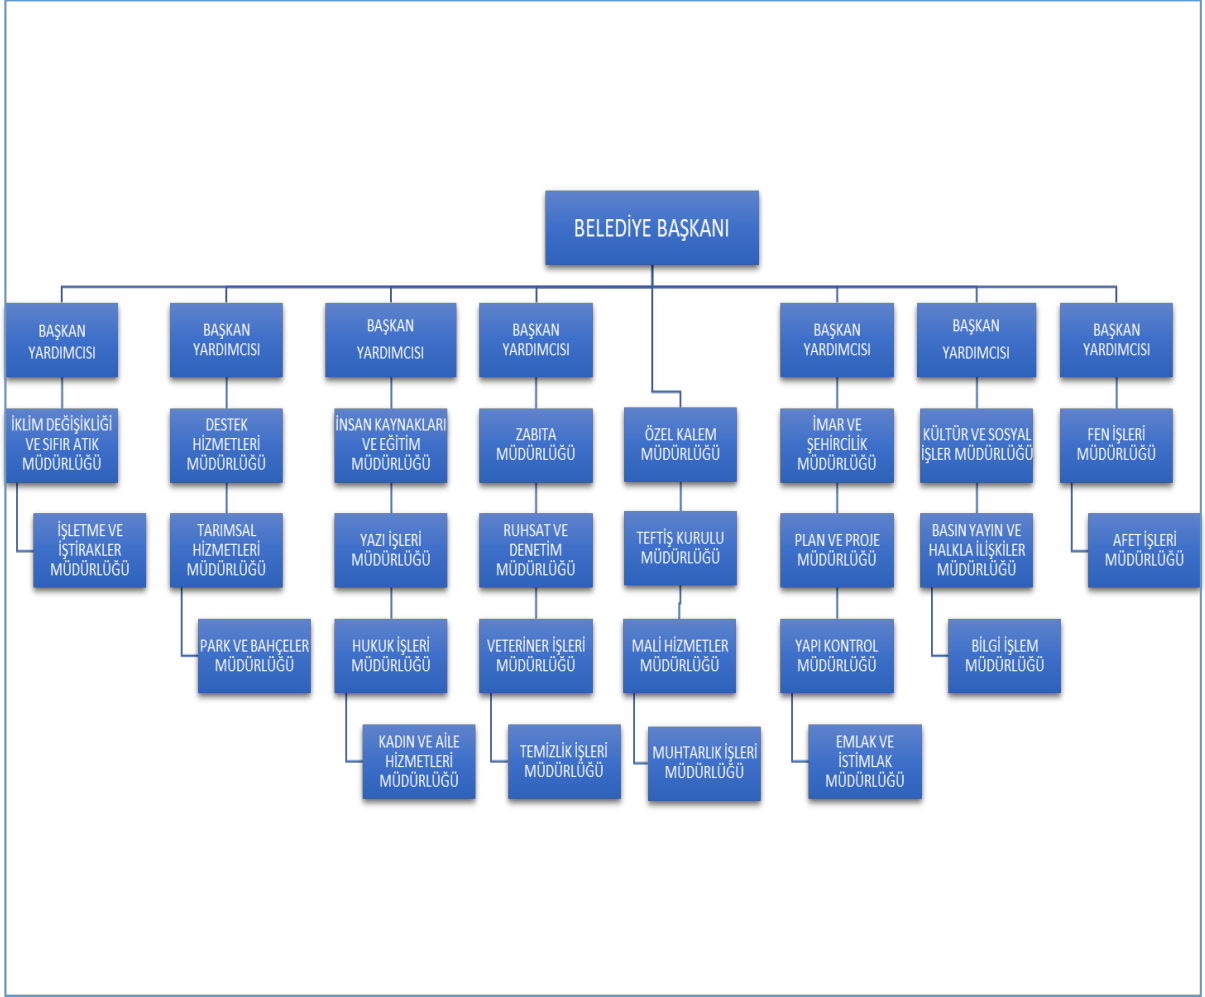 BELEDİYE BAŞKANI
BAŞKAN
YARDIMCISI
BAŞKAN
YARDIMCISI
BAŞKAN
YARDIMCISI
BAŞKAN
YARDIMCISI
BAŞKAN
YARDIMCISI
BAŞKAN
YARDIMCISI
BAŞKAN
YARDIMCISI
İKLİM DEĞİŞİKLİĞİ
VE SIFIR ATIK
MÜDÜRLÜĞÜ
DESTEK
HİZMETLERİ
MÜDÜRLÜĞÜ
İNSAN KAYNAKLARI
VE EĞİTİM
MÜDÜRLÜĞÜ
ZABITA
MÜDÜRLÜĞÜ
ÖZEL KALEM
MÜDÜRLÜĞÜ
İMAR VE
ŞEHİRCİLİK
MÜDÜRLÜĞÜ
KÜLTÜR VE SOSYAL
İŞLER MÜDÜRLÜĞÜ
FEN İŞLERİ
MÜDÜRLÜĞÜ
İŞLETME VE
İŞTİRAKLER
MÜDÜRLÜĞÜ
TARIMSAL
HİZMETLERİ
MÜDÜRLÜĞÜ
YAZI İŞLERİ
MÜDÜRLÜĞÜ
RUHSAT VE
DENETİM
MÜDÜRLÜĞÜ
TEFTİŞ KURULU
MÜDÜRLÜĞÜ
PLAN VE PROJE
MÜDÜRLÜĞÜ
BASIN YAYIN VE
HALKLA İLİŞKİLER
MÜDÜRLÜĞÜ
AFET İŞLERİ
MÜDÜRLÜĞÜ
PARK VE BAHÇELER
MÜDÜRLÜĞÜ
HUKUK İŞLERİ
MÜDÜRLÜĞÜ
VETERİNER İŞLERİ
MÜDÜRLÜĞÜ
MALİ HİZMETLER
MÜDÜRLÜĞÜ
YAPI KONTROL
MÜDÜRLÜĞÜ
BİLGİ İŞLEM
MÜDÜRLÜĞÜ
KADIN VE AİLE
HİZMETLERİ
MÜDÜRLÜĞÜ
TEMİZLİK İŞLERİ
MÜDÜRLÜĞÜ
MUHTARLIK İŞLERİ
MÜDÜRLÜĞÜ
EMLAK VE
İSTİMLAK
MÜDÜRLÜĞÜ